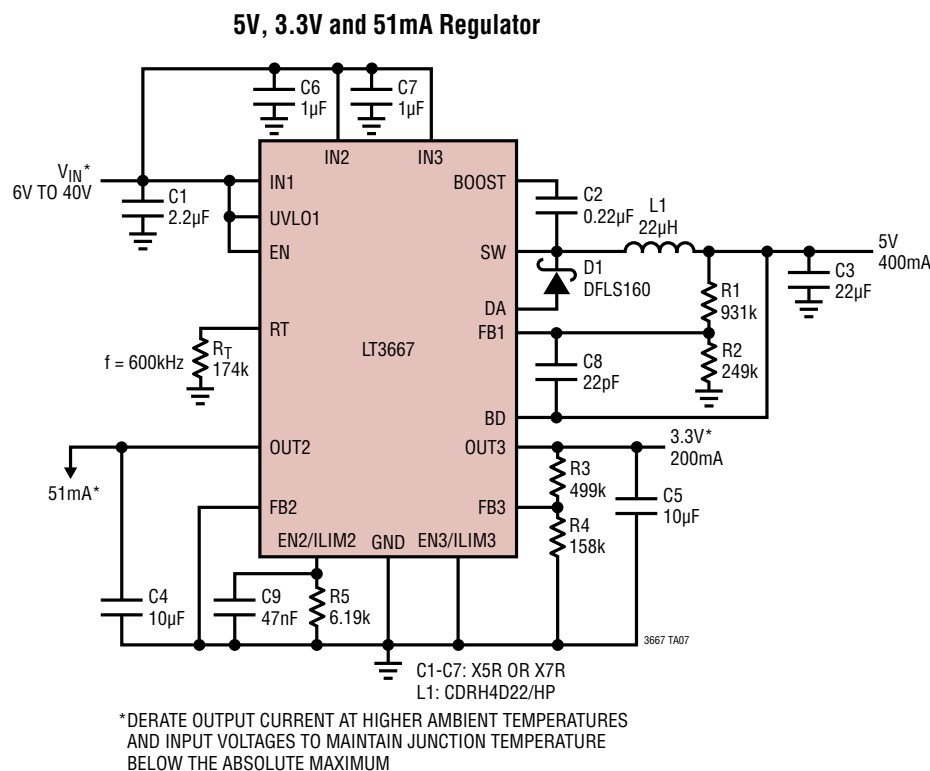 5V, 3.3V and 51mA Regulator
C6
1µF
C7
1µF
IN2
IN3
VIN*
6V TO 40V
C1
2.2µF
IN1
UVLO1
EN
BOOST
C2
0.22µF
L1
22µH
SW
5V
400mA
D1
DFLS160
C3
22µF
DA
R1
931k
RT
FB1
f = 600kHz
RT
174k
LT3667
C8
22pF
R2
249k
BD
OUT2
OUT3
3.3V*
200mA
51mA*
R3
499k
C5
10µF
FB2
FB3
R4
158k
EN2/ILIM2
GND
EN3/ILIM3
C4
10µF
C9
47nF
R5
6.19k
3667 TA07
C1-C7: X5R OR X7R
L1: CDRH4D22/HP
*DERATE OUTPUT CURRENT AT HIGHER AMBIENT TEMPERATURES
AND INPUT VOLTAGES TO MAINTAIN JUNCTION TEMPERATURE
BELOW THE ABSOLUTE MAXIMUM